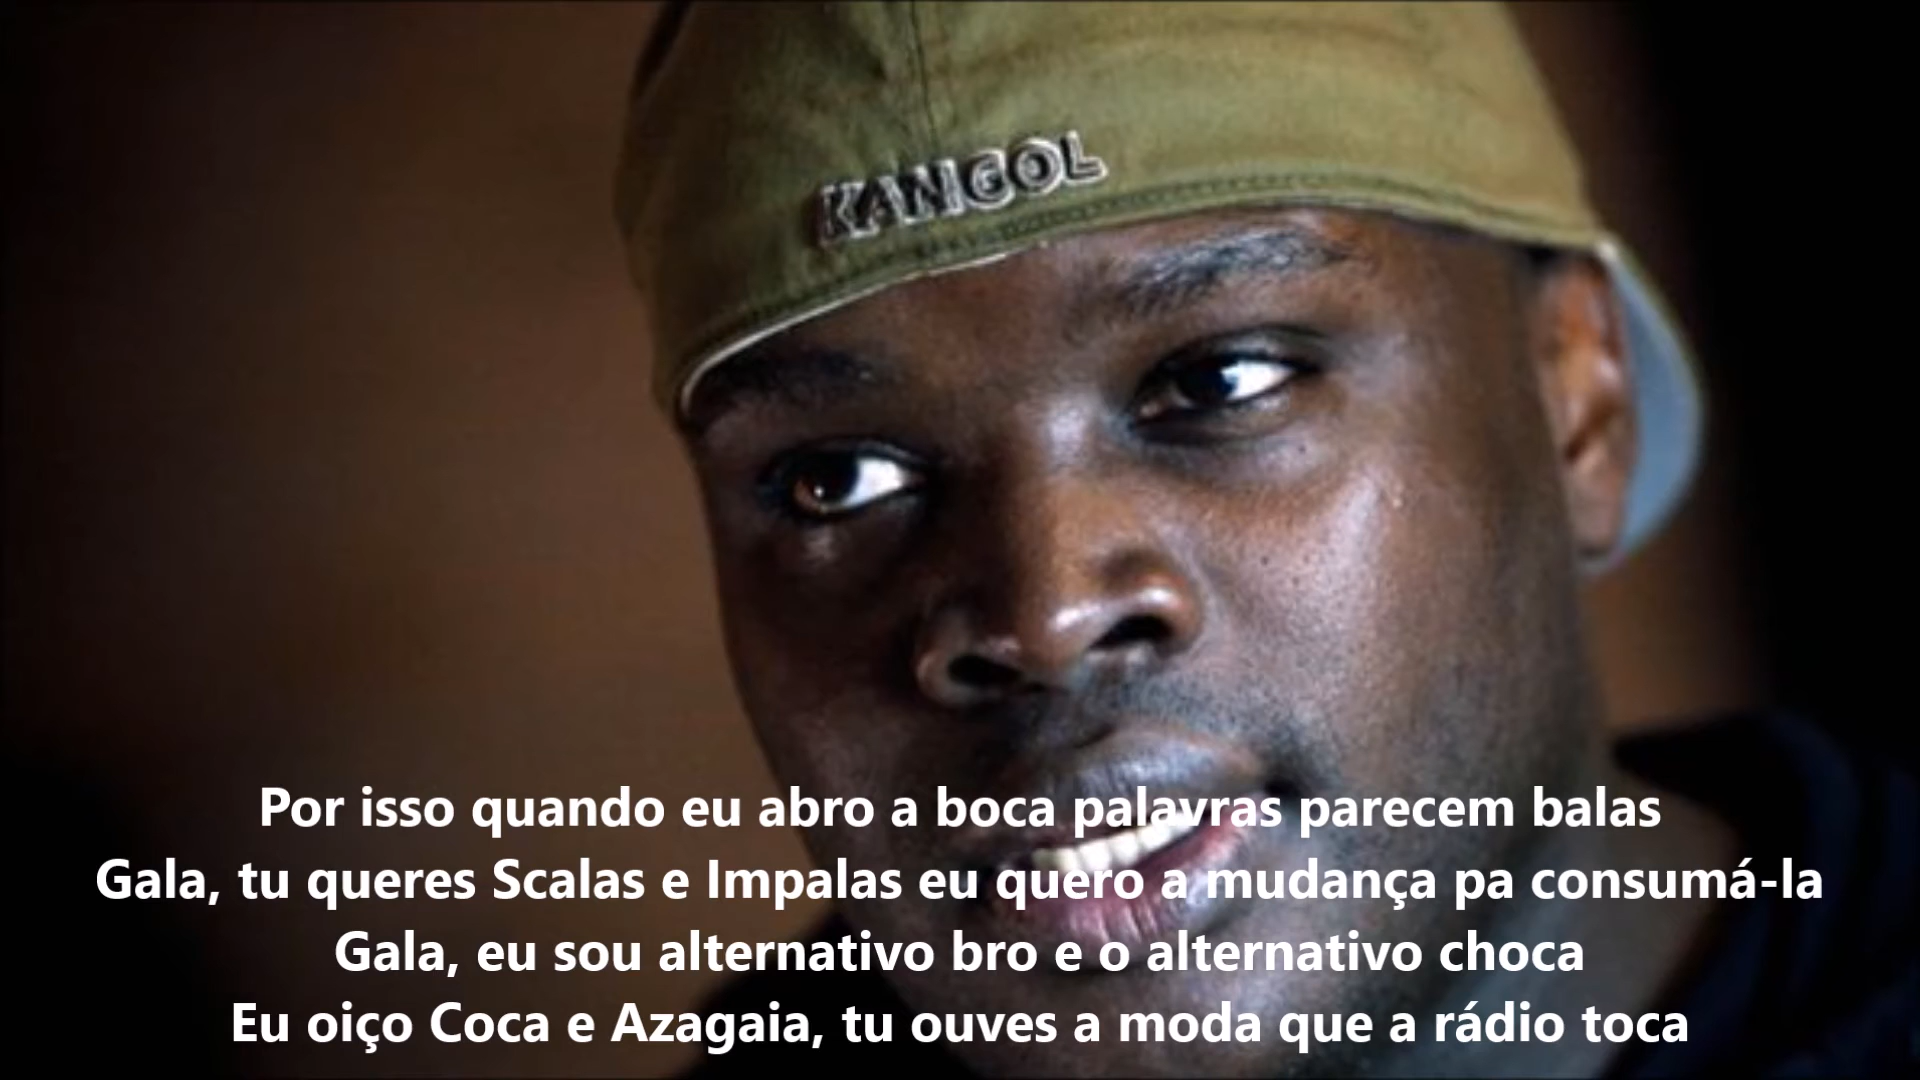 KANGOL
Por isso quando eu abro a boca palavras parecem balas
Gala, tu queres Scalas e Impalas eu quero a mudança pa consumá-la
Gala, eu sou alternativo bro e o alternativo choca
Eu oiço Coca e Azagaia, tu ouves a moda que a rádio toca